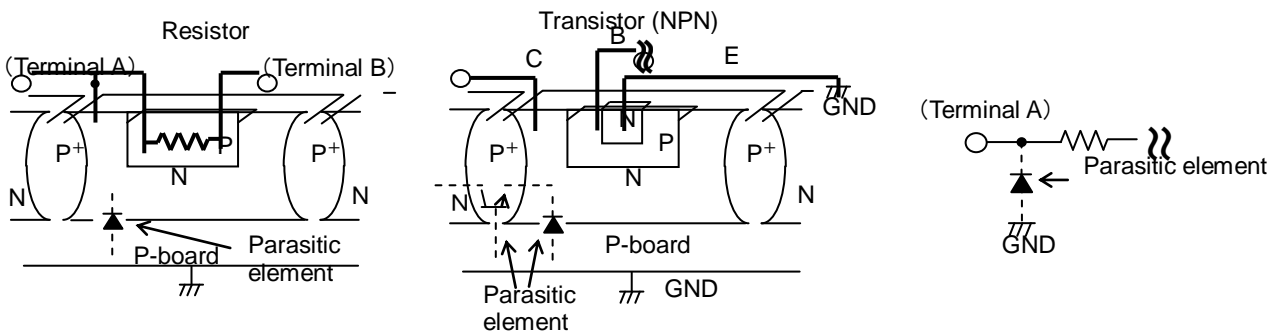 Resistor
（Terminal A）
（Terminal B）
P⁺
P
P⁺
N
N
N
P-board
Parasitic
element
Transistor (NPN)
B
C
E
GND
N
P⁺
P
P⁺
N
N
N
P-board
Parasitic
element
GND
（Terminal A）
Parasitic element
GND